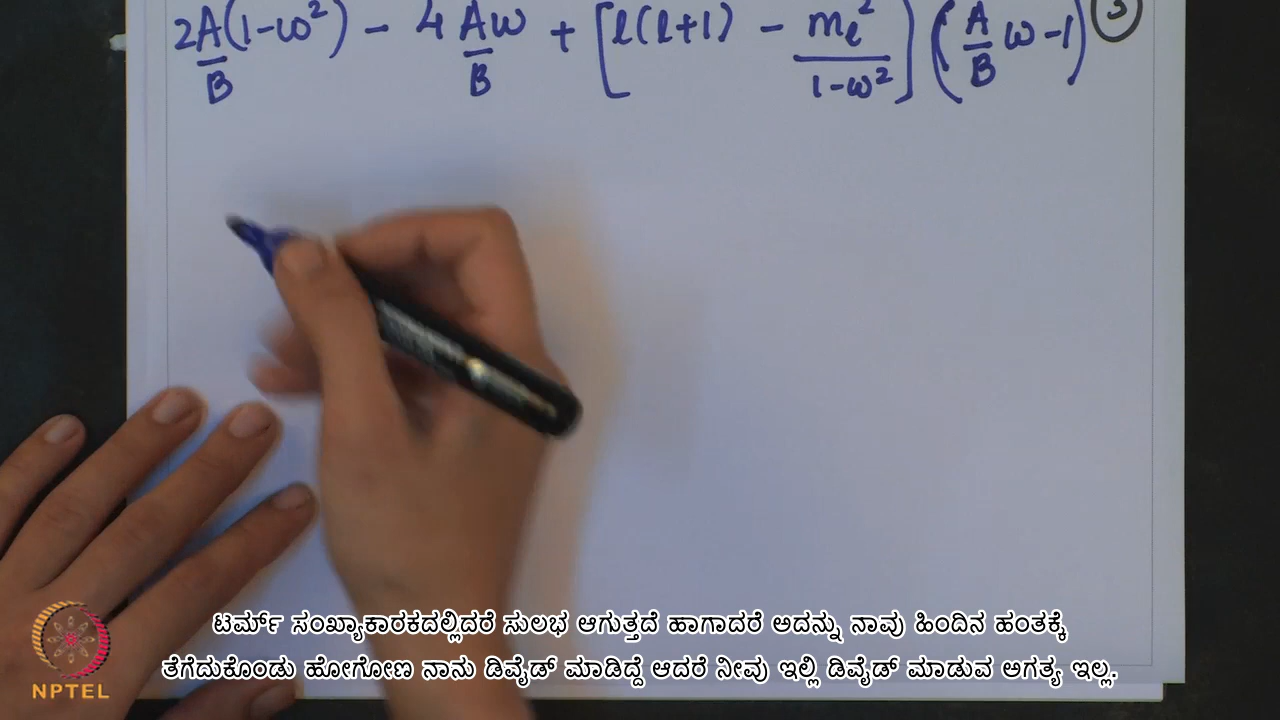 2A/B (1-ω²) - 4 A/B ω + [l(l+1) - m_l²/(1-ω²)] (A/B ω - 1) ③
ಟರ್ಮ್ ಸಂಖ್ಯಾಕಾರಕದಲ್ಲಿದರೆ ಸುಲಭ ಆಗುತ್ತದೆ ಹಾಗಾದರೆ ಅದನ್ನು ನಾವು ಹಿಂದಿನ ಹಂತಕ್ಕೆ
ತೆಗೆದುಕೊಂಡು ಹೋಗೋಣ ನಾನು ಡಿವೈಡ್ ಮಾಡಿದ್ದೆ ಆದರೆ ನೀವು ಇಲ್ಲಿ ಡಿವೈಡ್ ಮಾಡುವ ಅಗತ್ಯ ಇಲ್ಲ.
NPTEL